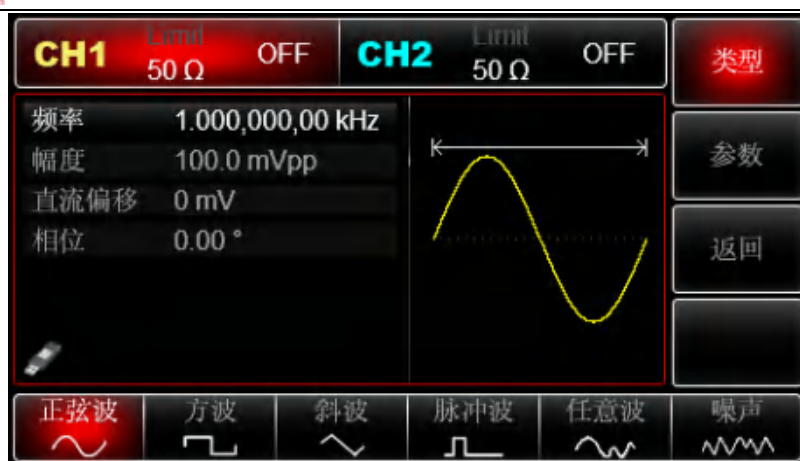 CH1 Limit 50 Ω OFF
CH2 Limit 50 Ω OFF
类型
频率 1.000,000,00 kHz
幅度 100.0 mVpp
直流偏移 0 mV
相位 0.00 °
参数
返回
正弦波 方波 斜波 脉冲波 任意波 噪声